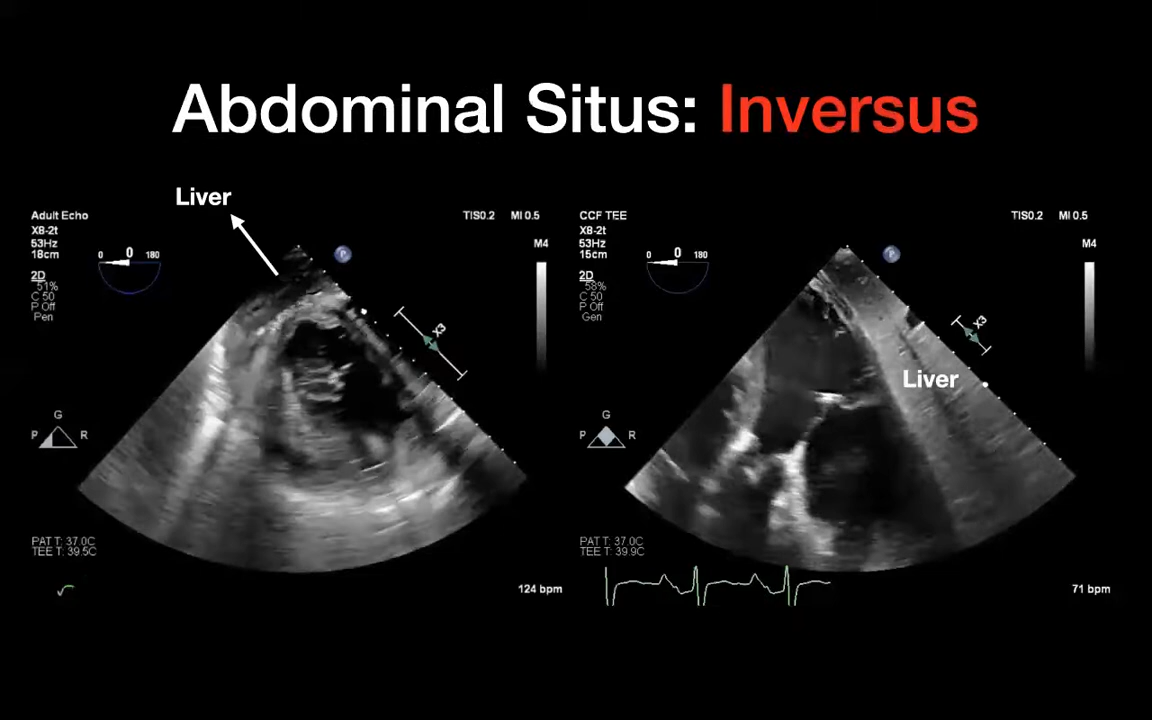 Abdominal Situs: Inversus
Liver
Adult Echo
X8-2t
53Hz
18cm
2D
51%
C 50
P Off
Pen
TIS0.2 MI 0.5
M4
0 0 180
P
X3
G
P R
PAT T: 37.0C
TEE T: 39.5C
124 bpm
CCF TEE
X8-2t
53Hz
15cm
2D
58%
C 50
P Off
Gen
TIS0.2 MI 0.5
M4
0 0 180
P
X3
Liver
G
P R
PAT T: 37.0C
TEE T: 39.9C
71 bpm